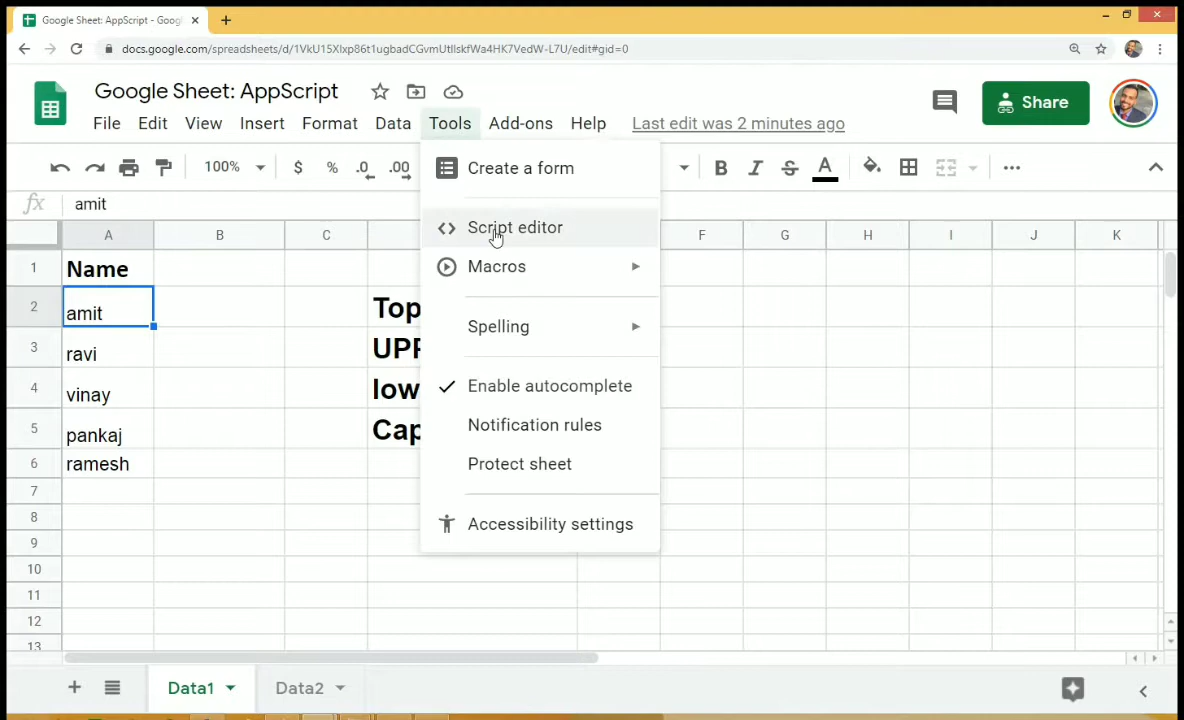 Google Sheet: AppScript - Goog
docs.google.com/spreadsheets/d/1VkU15Xlxp86t1ugbadCGvmUtIlskfWa4HK7VedW-L7U/edit#gid=0
Google Sheet: AppScript
Share
File Edit View Insert Format Data Tools Add-ons Help Last edit was 2 minutes ago
100% $ % .0 .00 B I S A
fx amit
A B C F G H I J K
1 Name
2 amit Top
3 ravi UPP
4 vinay low
5 pankaj Cap
6 ramesh
7
8
9
10
11
12
13
Create a form
Script editor
Macros
Spelling
Enable autocomplete
Notification rules
Protect sheet
Accessibility settings
Data1 Data2